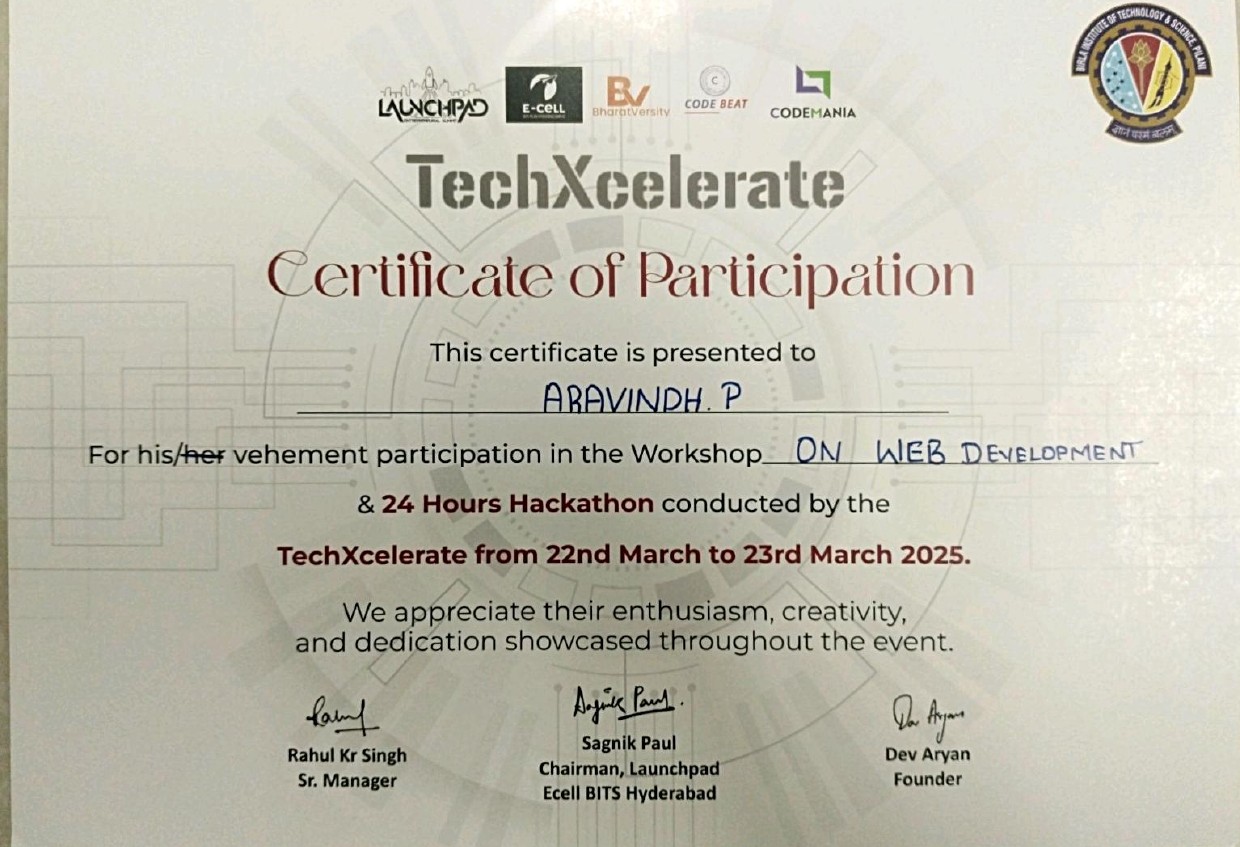 LAUNCHPAD
E-CELL
BV
BharatVersity
C
CODE BEAT
CODEMANIA
BIRLA INSTITUTE OF TECHNOLOGY & SCIENCE, PILANI
ज्ञानं परमं बलम्
TechXcelerate
Certificate of Participation
This certificate is presented to
ARAVINDH. P
For his/her vehement participation in the Workshop ON WEB DEVELOPMENT
& 24 Hours Hackathon conducted by the
TechXcelerate from 22nd March to 23rd March 2025.
We appreciate their enthusiasm, creativity,
and dedication showcased throughout the event.
Sagnik Paul.
Dev Aryan
Rahul Kr Singh
Sr. Manager
Sagnik Paul
Chairman, Launchpad
Ecell BITS Hyderabad
Dev Aryan
Founder